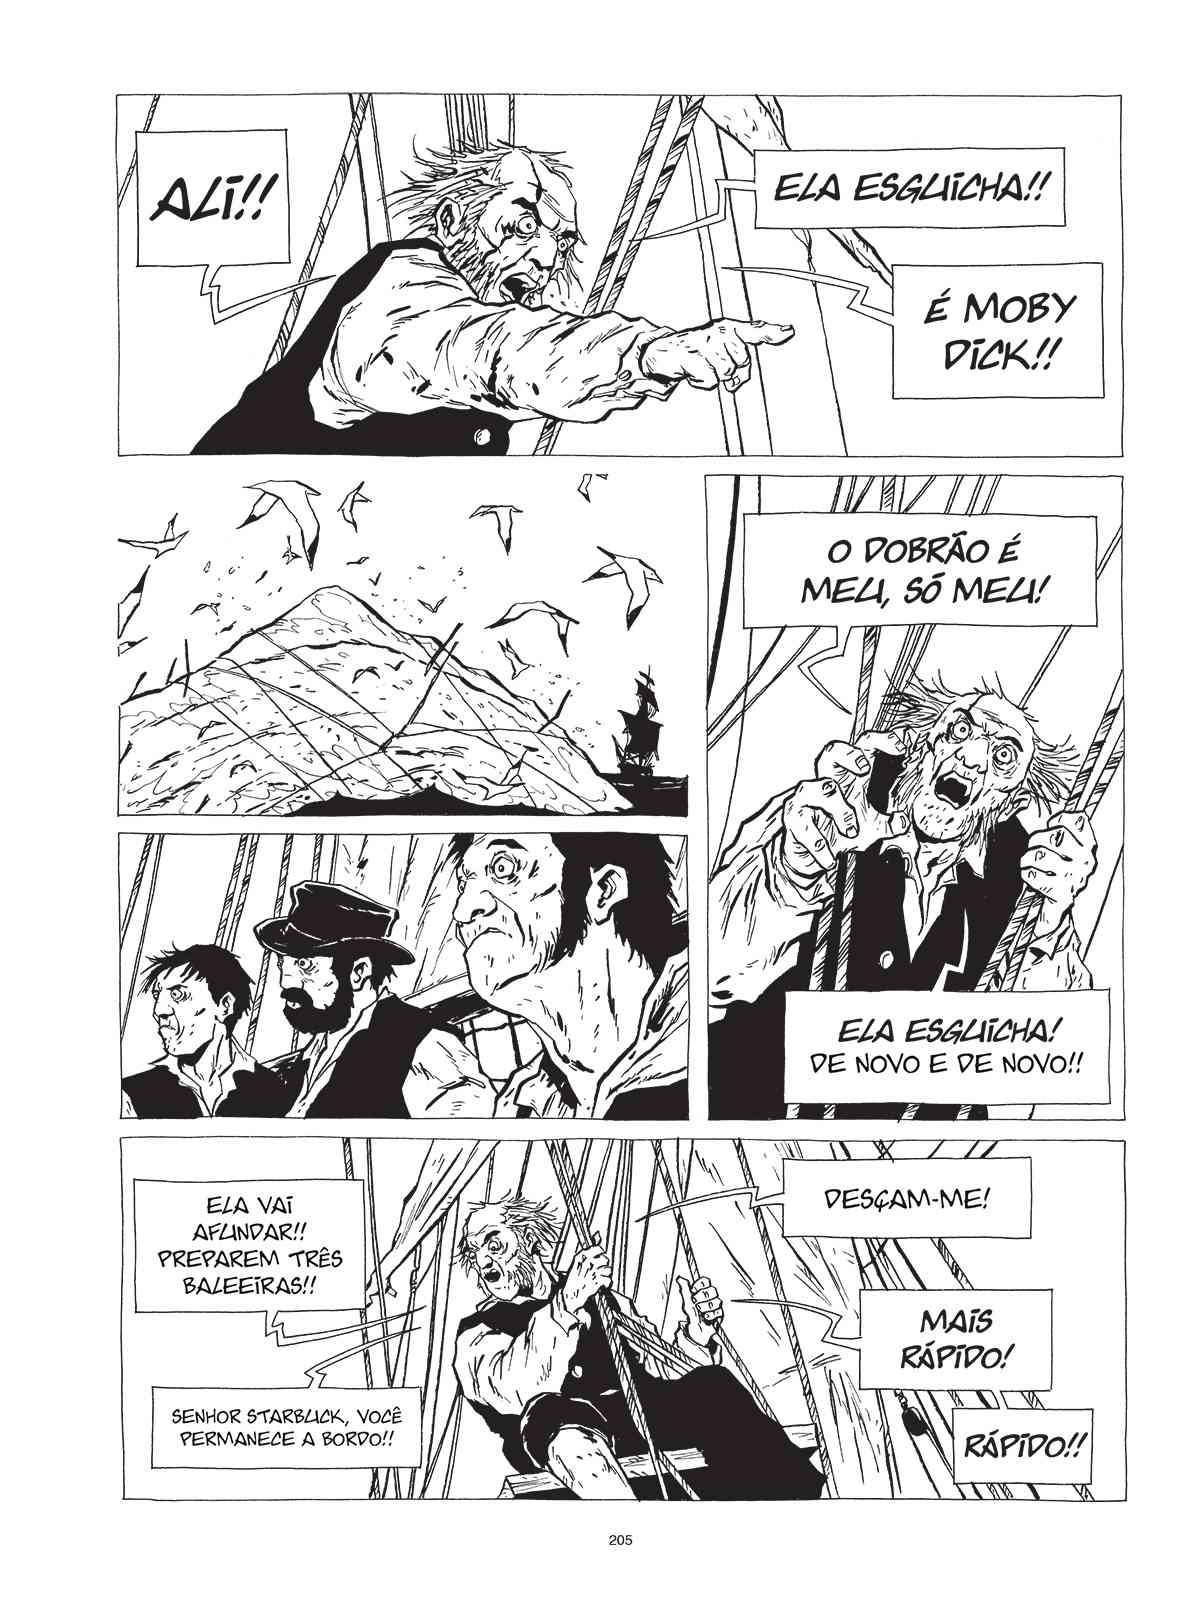 ALI!!
ELA ESGUICHA!!
É MOBY
DICK!!
O DOBRÃO É
MEU, SÓ MEU!
ELA ESGUICHA!
DE NOVO E DE NOVO!!
ELA VAI
AFUNDAR!!
PREPAREM TRÊS
BALEEIRAS!!
SENHOR STARBUCK, VOCÊ
PERMANECE A BORDO!!
DESÇAM-ME!
MAIS
RÁPIDO!
RÁPIDO!!
205